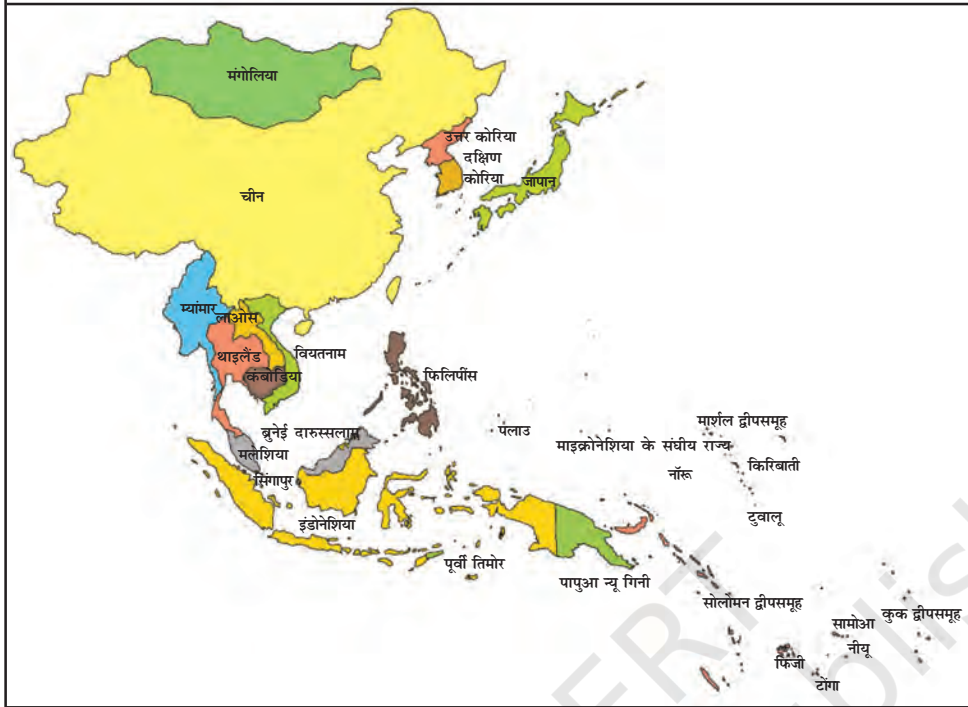 मंगोलिया
उत्तर कोरिया
दक्षिण
कोरिया
जापान
चीन
म्यांमार
लाओस
थाइलैंड
वियतनाम
कंबोडिया
फिलिपींस
ब्रुनेई दारुस्सलाम
पलाउ
मार्शल द्वीपसमूह
माइक्रोनेशिया के संघीय राज्य
मलेशिया
किरिबाती
नॉरू
सिंगापुर
टुवालू
इंडोनेशिया
पूर्वी तिमोर
पापुआ न्यू गिनी
सोलोमन द्वीपसमूह
कुक द्वीपसमूह
सामोआ
नीयू
फिजी
टोंगा